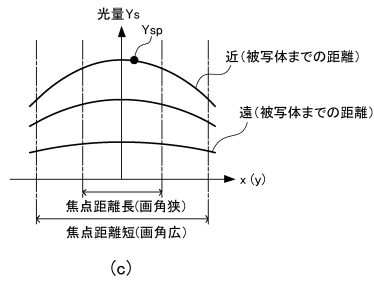 光量Ys
Ysp
近(被写体までの距離)
遠(被写体までの距離)
x(y)
焦点距離長(画角狭)
焦点距離短(画角広)
(c)